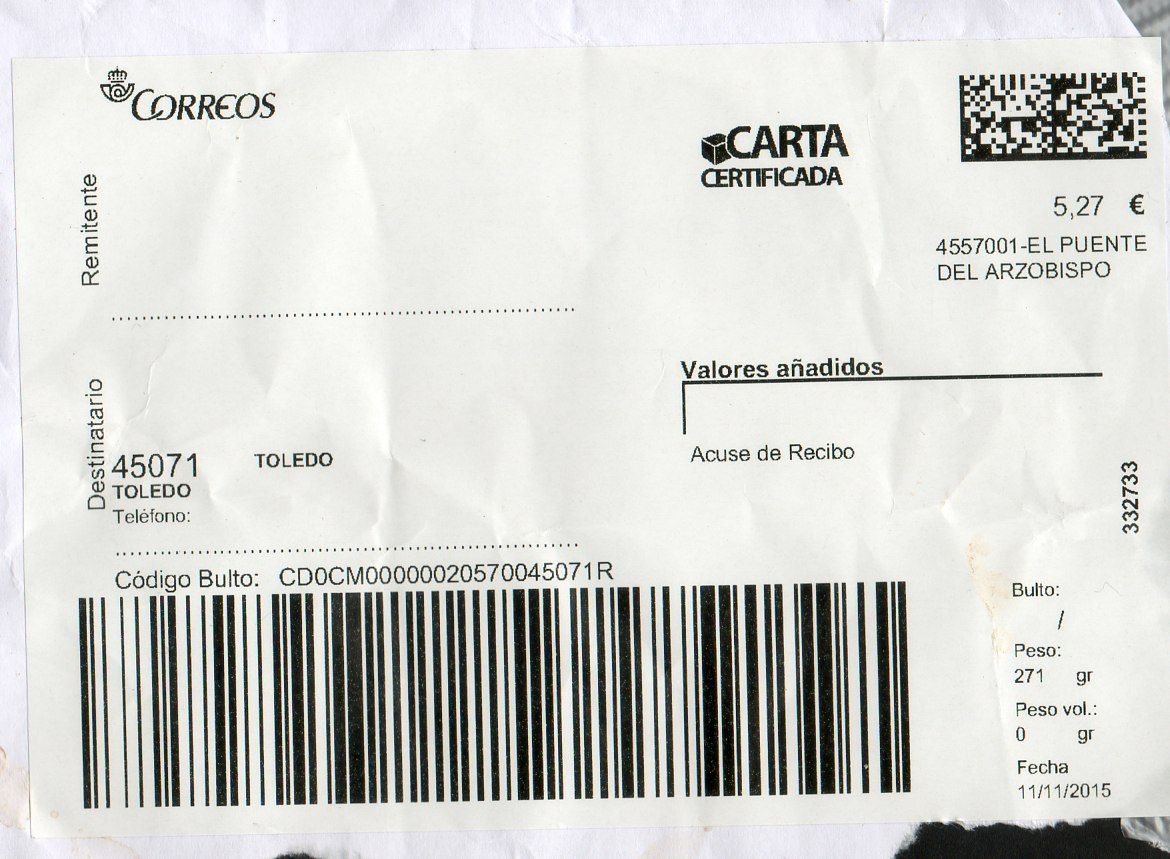 CORREOS
Remitente
CARTA
CERTIFICADA
5,27 €
4557001-EL PUENTE
DEL ARZOBISPO
Valores añadidos
Acuse de Recibo
Destinatario
45071 TOLEDO
TOLEDO
Teléfono:
332733
Código Bulto: CD0CM00000020570045071R
Bulto:
/
Peso:
271 gr
Peso vol.:
0 gr
Fecha
11/11/2015